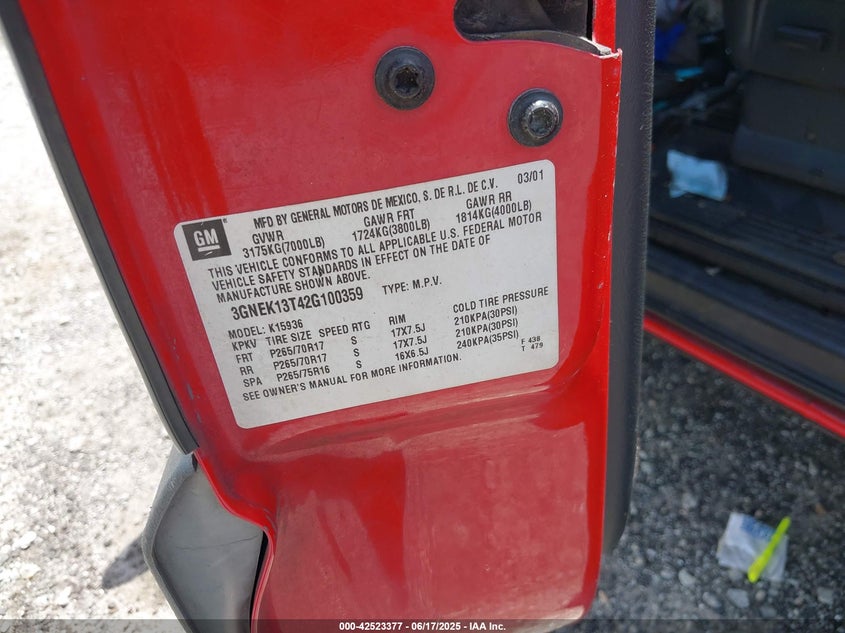 GM
MFD BY GENERAL MOTORS DE MEXICO, S. DE R.L. DE C.V. 03/01
GVWR GAWR FRT GAWR RR
3175KG(7000LB) 1724KG(3800LB) 1814KG(4000LB)
THIS VEHICLE CONFORMS TO ALL APPLICABLE U.S. FEDERAL MOTOR
VEHICLE SAFETY STANDARDS IN EFFECT ON THE DATE OF
MANUFACTURE SHOWN ABOVE.
3GNEK13T42G100359 TYPE: M.P.V.
MODEL: K15936
KPKV TIRE SIZE SPEED RTG RIM COLD TIRE PRESSURE
FRT P265/70R17 S 17X7.5J 210KPA(30PSI)
RR P265/70R17 S 17X7.5J 210KPA(30PSI)
SPA P265/75R16 S 16X6.5J 240KPA(35PSI)
SEE OWNER'S MANUAL FOR MORE INFORMATION.
F 438
T 479
000-42523377 - 06/17/2025 - IAA Inc.